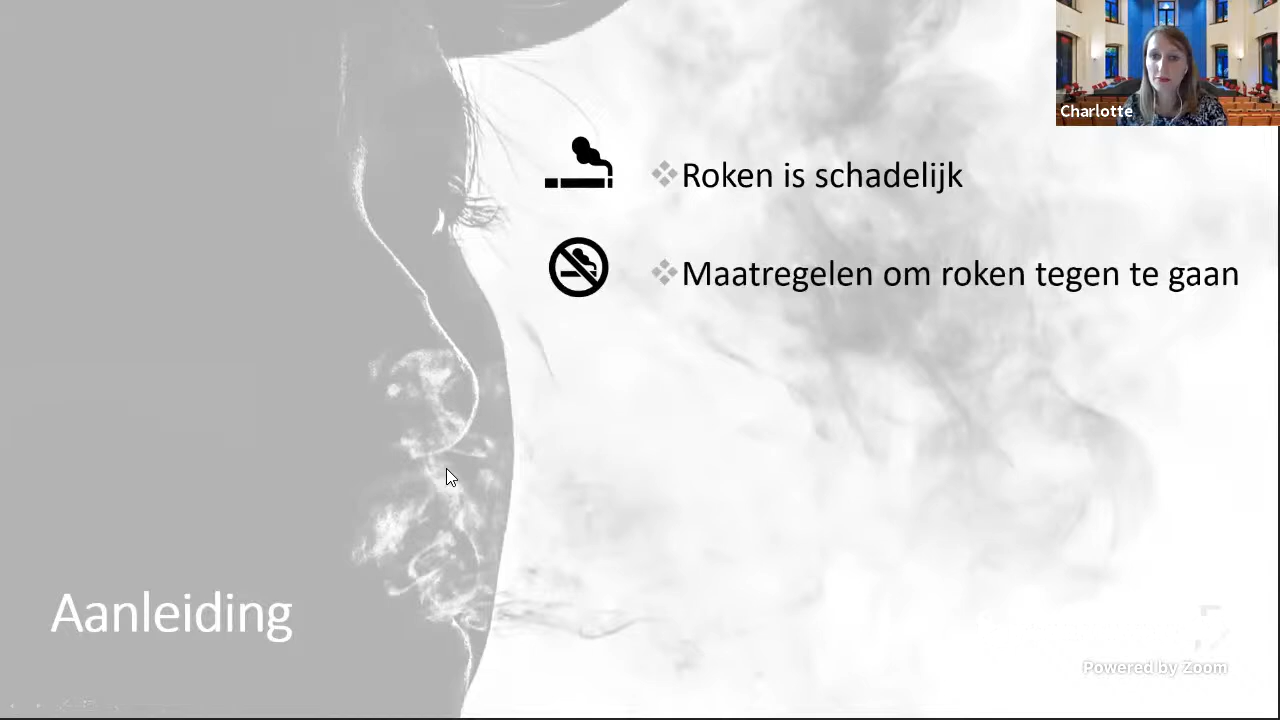 Charlotte
Roken is schadelijk
Maatregelen om roken tegen te gaan
Aanleiding
Powered by Zoom